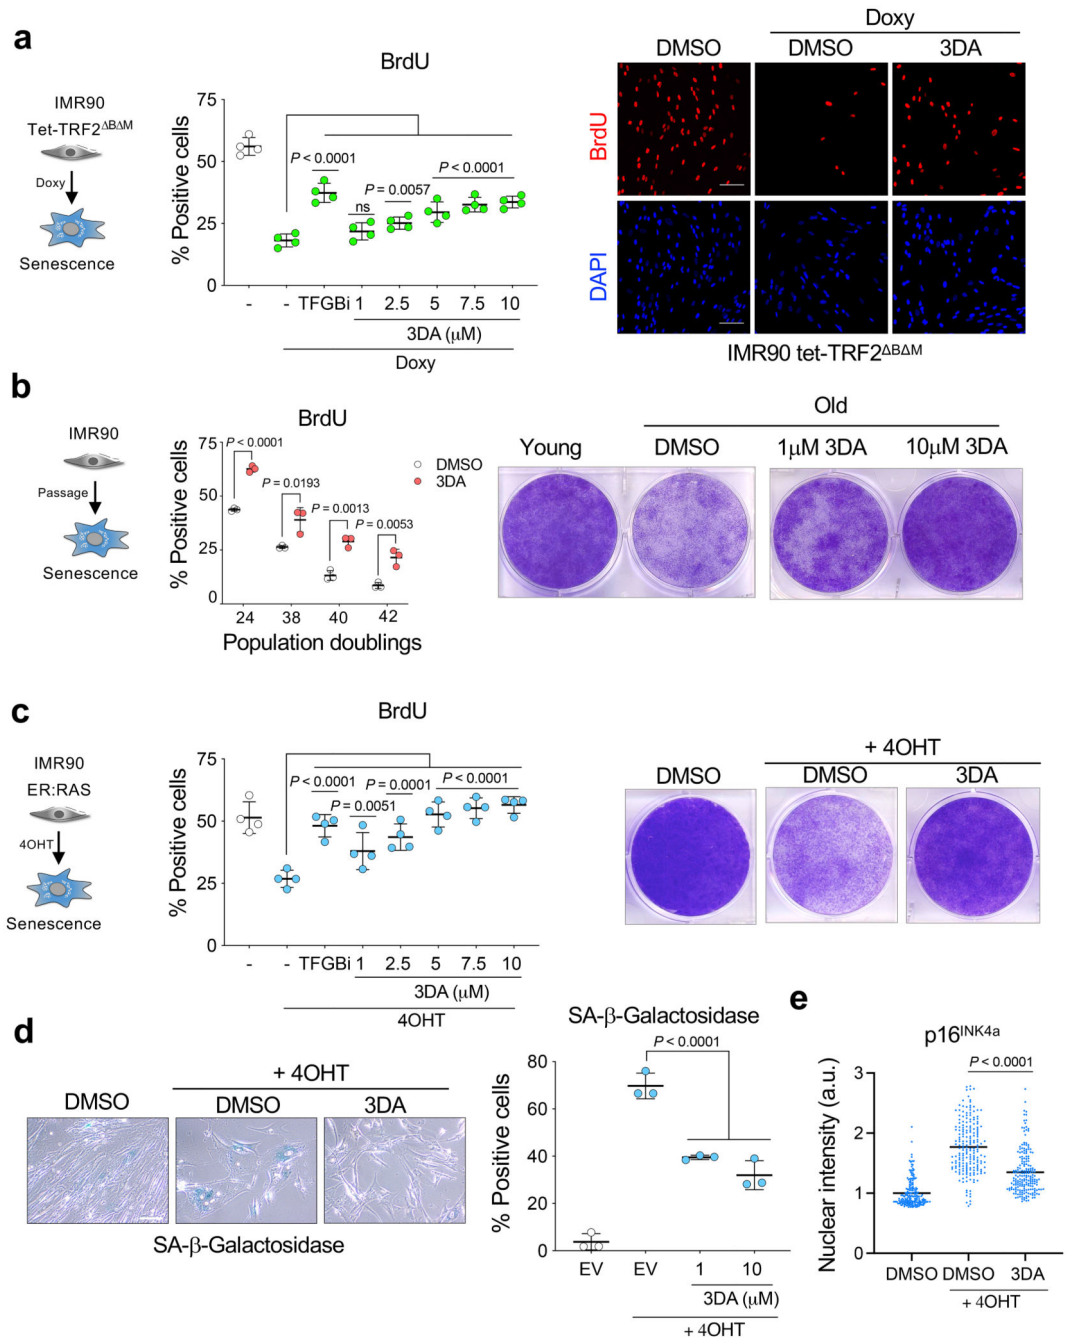 a
IMR90
Tet-TRF2ΔBΔM
Doxy
Senescence
BrdU
% Positive cells
75
50
25
0
P < 0.0001
ns
P = 0.0057
P < 0.0001
- - TFGBi 1 2.5 5 7.5 10
3DA (μM)
Doxy
Doxy
DMSO DMSO 3DA
BrdU
DAPI
IMR90 tet-TRF2ΔBΔM
b
IMR90
Passage
Senescence
BrdU
% Positive cells
75
50
25
0
P < 0.0001
P = 0.0193
P = 0.0013
P = 0.0053
DMSO
3DA
24 38 40 42
Population doublings
Old
Young DMSO 1μM 3DA 10μM 3DA
c
IMR90
ER:RAS
4OHT
Senescence
BrdU
% Positive cells
75
50
25
0
P < 0.0001
P = 0.0051
P = 0.0001
P < 0.0001
- - TFGBi 1 2.5 5 7.5 10
3DA (μM)
4OHT
+ 4OHT
DMSO DMSO 3DA
d
+ 4OHT
DMSO DMSO 3DA
SA-β-Galactosidase
SA-β-Galactosidase
P < 0.0001
% Positive cells
80
60
40
20
0
EV EV 1 10
3DA (μM)
+ 4OHT
e
p16INK4a
P < 0.0001
Nuclear intensity (a.u.)
3
2
1
0
DMSO DMSO 3DA
+ 4OHT